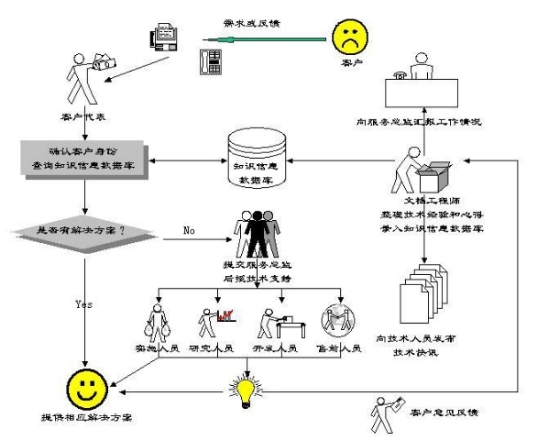 需求或反馈
客户
客户代表
向服务总监汇报工作情况
确认客户身份
查询知识信息数据库
知识信息
数据库
文档工程师
整理技术经验和心得
录入知识信息数据库
是否有解决方案？
No
提交服务总监
后援技术支持
Yes
实施人员
研究人员
开发人员
售前人员
向技术人员发布
技术快讯
提供相应解决方案
客户意见反馈